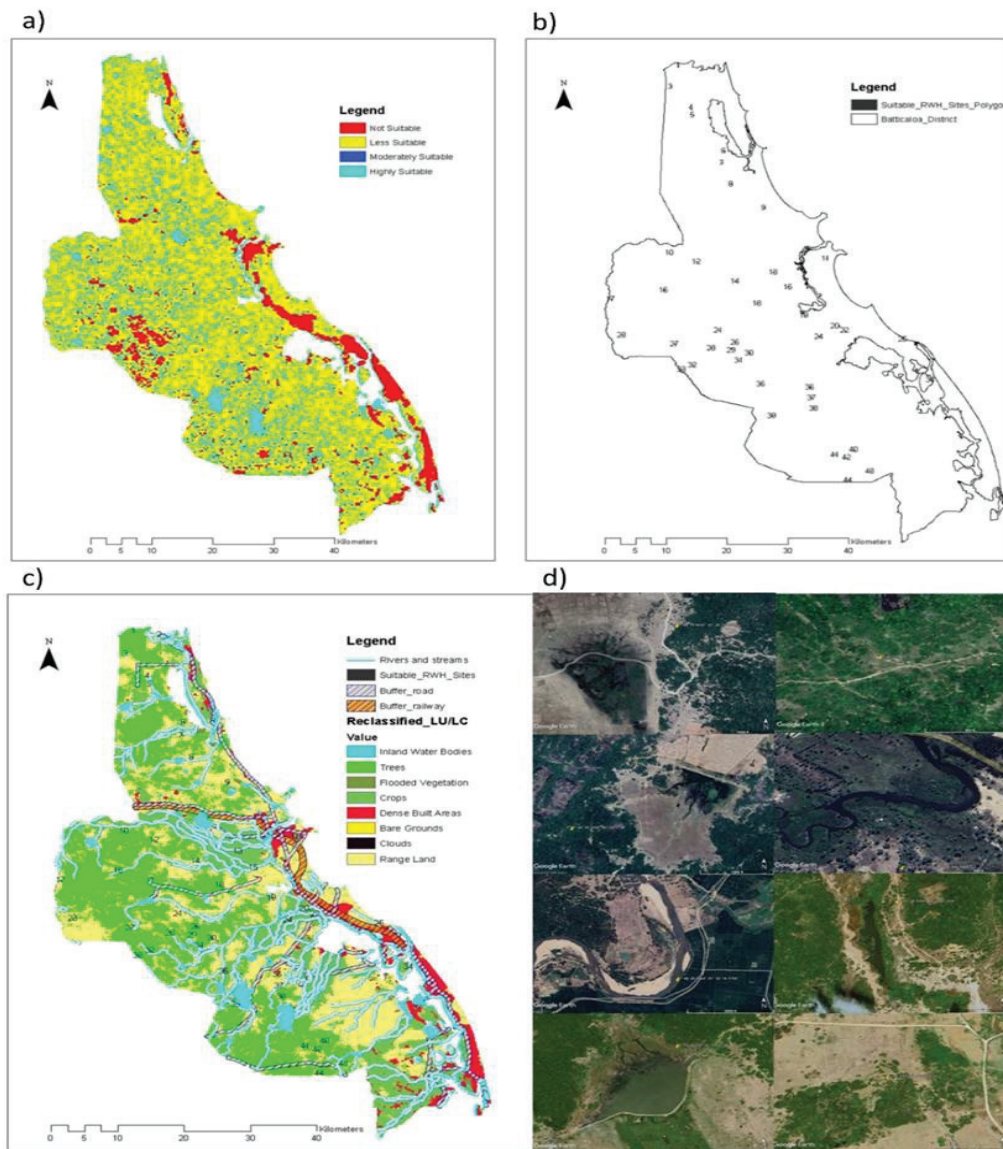 a)
N
Legend
Not Suitable
Less Suitable
Moderately Suitable
Highly Suitable
0 5 10 20 30 40
Kilometers
b)
N
Legend
Suitable_RWH_Sites_Polygo
Batticaloa_District
3
4
5
8
9
10
12
11
14
16
18
16
18
20
22
24
24
26
27
28
28
29
30
32
36
36
37
38
39
40
42
44
44
0 5 10 20 30 40
Kilometers
c)
N
Legend
Rivers and streams
Suitable_RWH_Sites
Buffer_road
Buffer_railway
Reclassified_LU/LC
Value
Inland Water Bodies
Trees
Flooded Vegetation
Crops
Dense Built Areas
Bare Grounds
Clouds
Range Land
0 5 10 20 30 40
Kilometers
d)
Google Earth
Google Earth
Google Earth
Google Earth
Google Earth
Google Earth
Google Earth
Google Earth